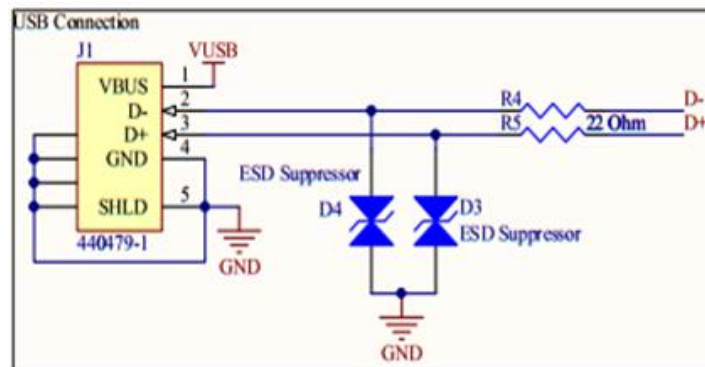 USB Connection
J1
VUSB
VBUS 1
D- 2
D+ 3
GND 4
SHLD 5
440479-1
GND
R4
D-
R5
22 Ohm
D+
ESD Suppressor
D4
D3
ESD Suppressor
GND